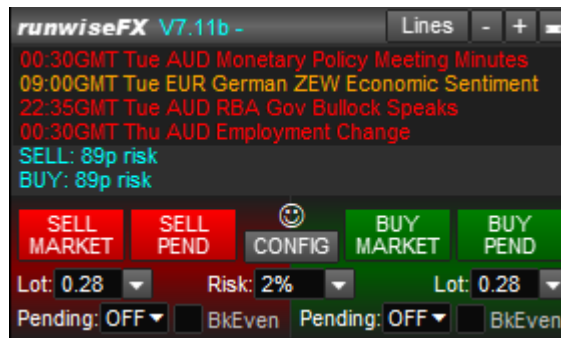 runwiseFX V7.11b - Lines - +
00:30GMT Tue AUD Monetary Policy Meeting Minutes
09:00GMT Tue EUR German ZEW Economic Sentiment
22:35GMT Tue AUD RBA Gov Bullock Speaks
00:30GMT Thu AUD Employment Change
SELL: 89p risk
BUY: 89p risk
SELL MARKET SELL PEND CONFIG BUY MARKET BUY PEND
Lot: 0.28 Risk: 2% Lot: 0.28
Pending: OFF BkEven Pending: OFF BkEven